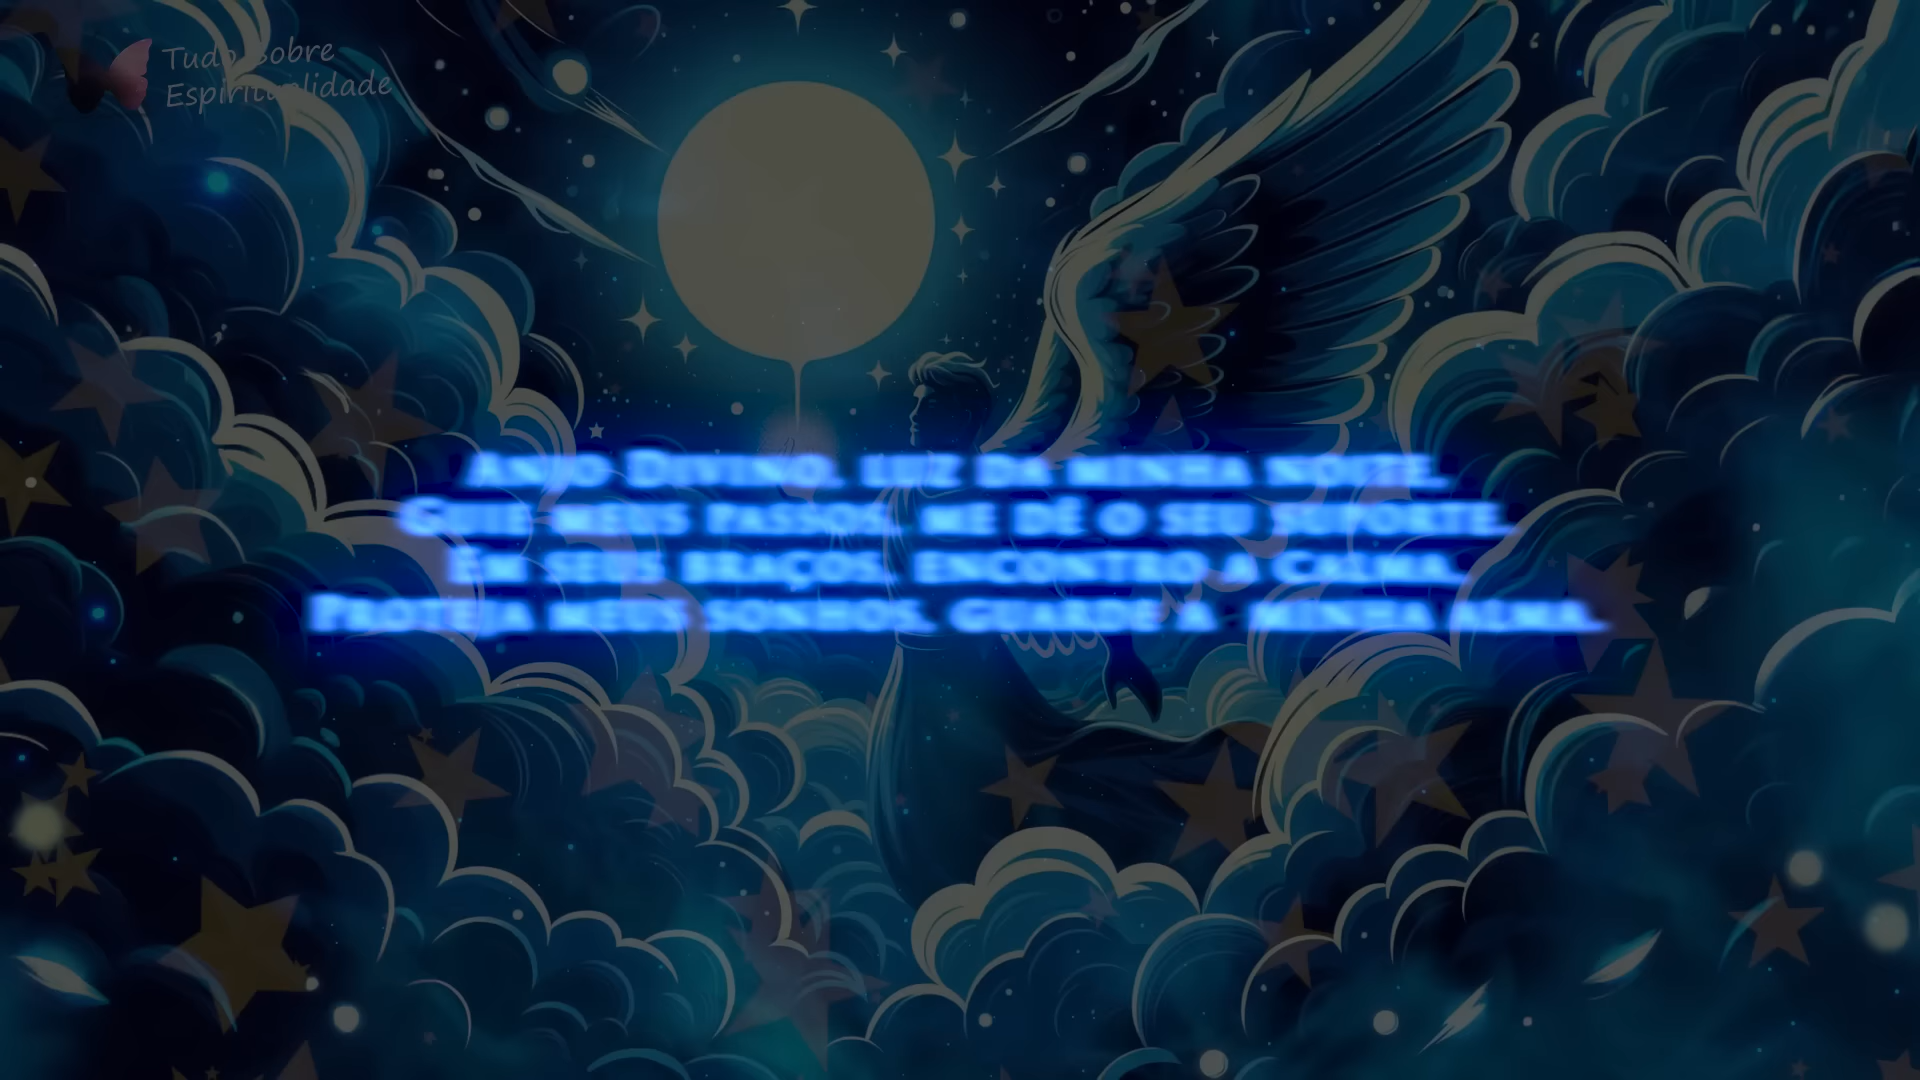 Tudo Sobre
Espiritualidade
Anjo Divino, luz da minha noite,
Guie meus passos, me dê o seu suporte.
Em seus braços, encontro a Calma,
Proteja meus sonhos, guarde a minha alma.